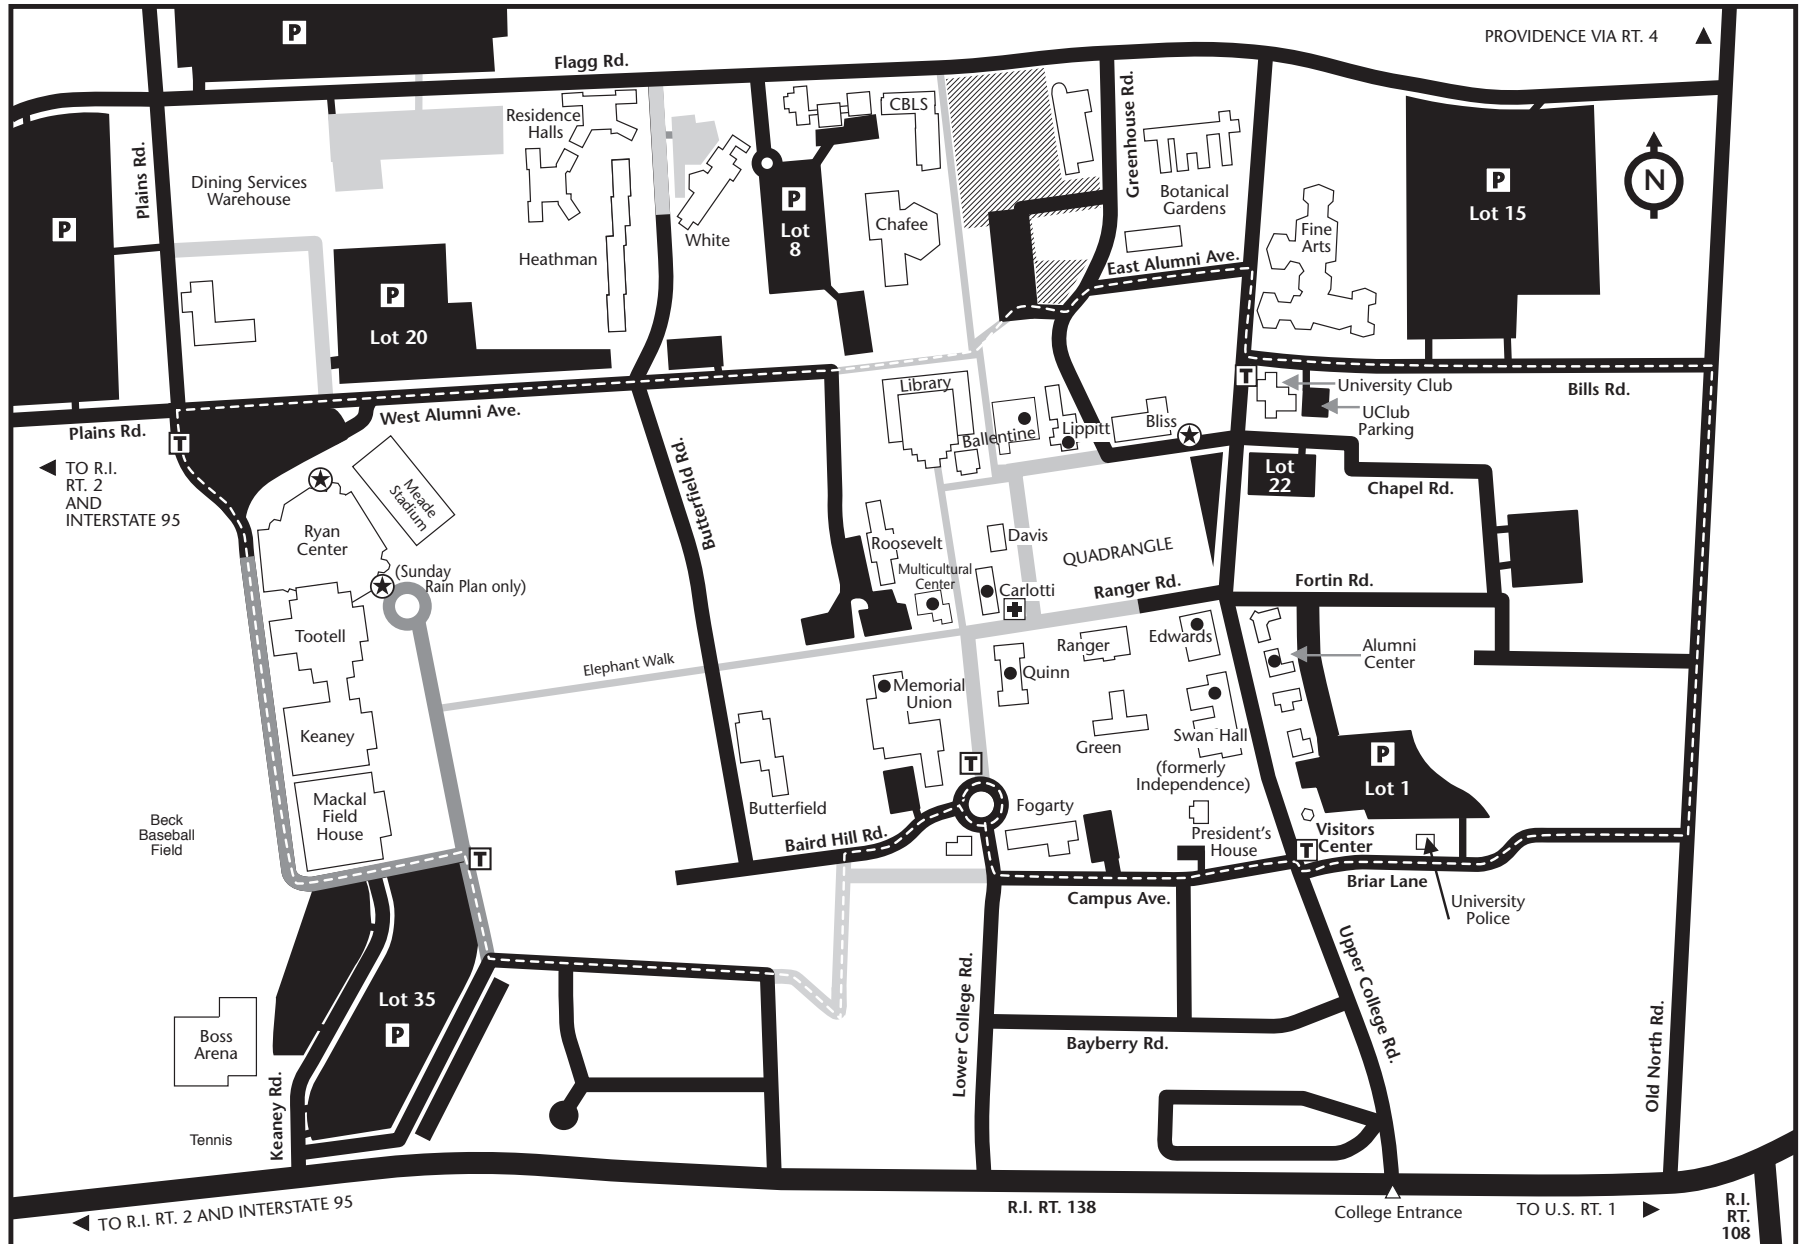 P
PROVIDENCE VIA RT. 4
Flagg Rd.
Residence
Halls
CBLS
Greenhouse Rd.
Plains Rd.
Dining Services
Warehouse
P
Heathman
White
P
Lot
8
Chafee
Botanical
Gardens
East Alumni Ave.
Fine
Arts
P
Lot 15
N
P
Lot 20
West Alumni Ave.
Plains Rd.
T
TO R.I.
RT. 2
AND
INTERSTATE 95
Meade
Stadium
Ryan
Center
(Sunday
Rain Plan only)
Butterfield Rd.
Library
Ballentine
Lippitt
Bliss
T
University Club
UClub
Parking
Bills Rd.
Lot
22
Chapel Rd.
Roosevelt
Davis
QUADRANGLE
Multicultural
Center
Carlotti
Ranger Rd.
Fortin Rd.
Tootell
Elephant Walk
Ranger
Edwards
Alumni
Center
Quinn
Memorial
Union
Keaney
Green
Swan Hall
(formerly
Independence)
P
Lot 1
T
Mackal
Field
House
Beck
Baseball
Field
Butterfield
Fogarty
Baird Hill Rd.
President's
House
Visitors
Center
T
T
Campus Ave.
Briar Lane
University
Police
Lot 35
P
Boss
Arena
Keaney Rd.
Tennis
Lower College Rd.
Upper College Rd.
Bayberry Rd.
Old North Rd.
TO R.I. RT. 2 AND INTERSTATE 95
R.I. RT. 138
College Entrance
TO U.S. RT. 1
R.I.
RT.
108